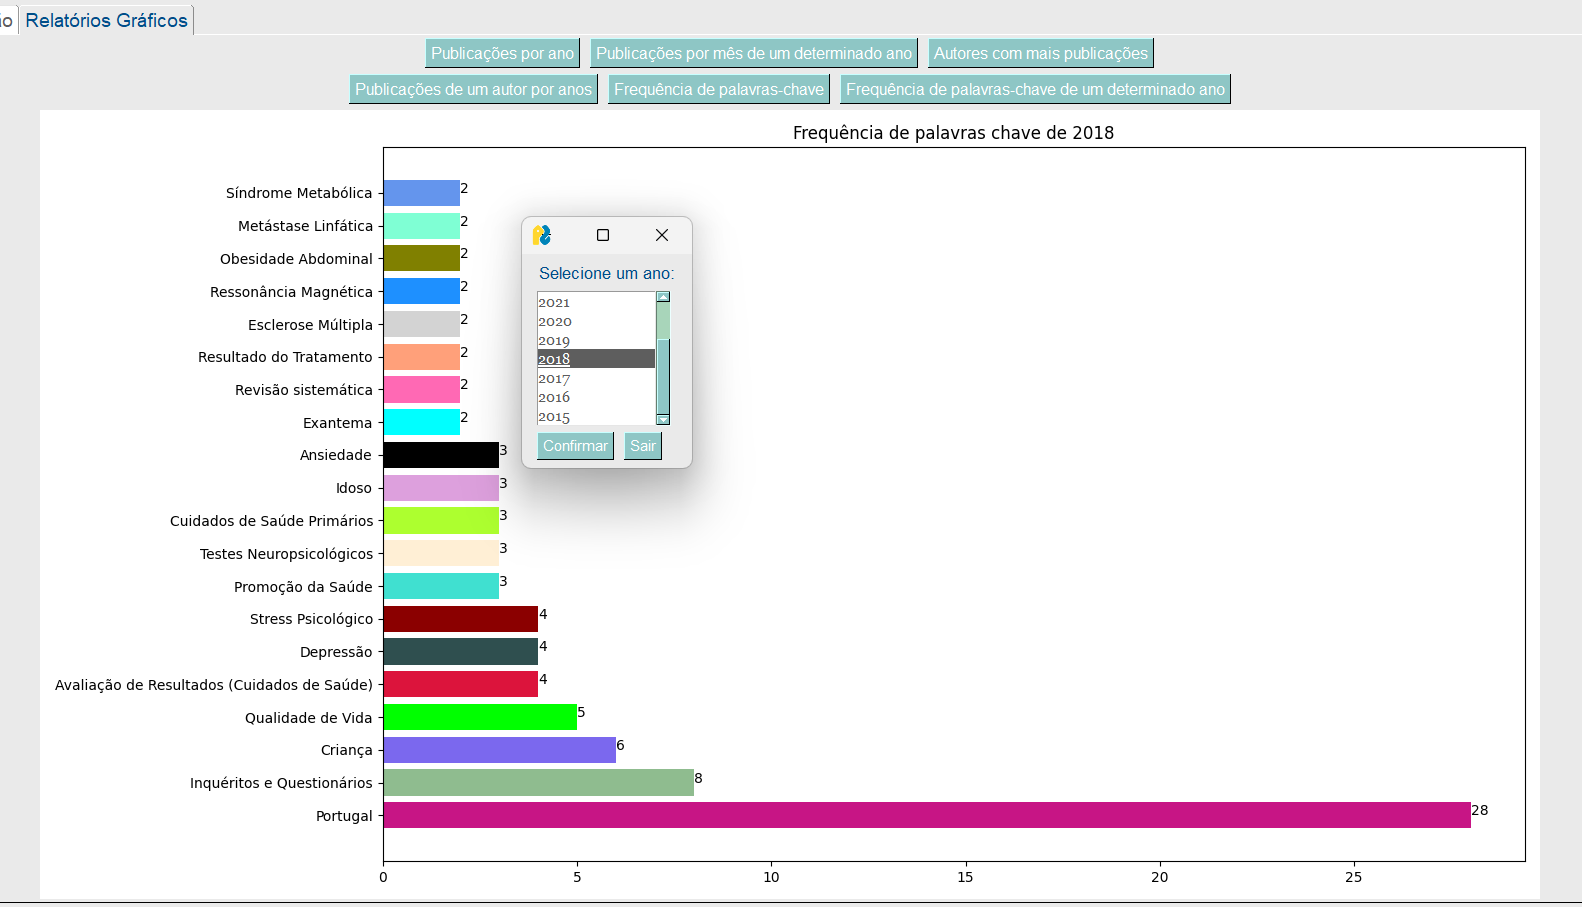 ão Relatórios Gráficos
Publicações por ano Publicações por mês de um determinado ano Autores com mais publicações
Publicações de um autor por anos Frequência de palavras-chave Frequência de palavras-chave de um determinado ano
Frequência de palavras chave de 2018
Síndrome Metabólica 2
Metástase Linfática 2
Obesidade Abdominal 2
Ressonância Magnética 2
Esclerose Múltipla 2
Resultado do Tratamento 2
Revisão sistemática 2
Exantema 2
Ansiedade 3
Idoso 3
Cuidados de Saúde Primários 3
Testes Neuropsicológicos 3
Promoção da Saúde 3
Stress Psicológico 4
Depressão 4
Avaliação de Resultados (Cuidados de Saúde) 4
Qualidade de Vida 5
Criança 6
Inquéritos e Questionários 8
Portugal 28
0 5 10 15 20 25
Selecione um ano:
2021
2020
2019
2018
2017
2016
2015
Confirmar Sair